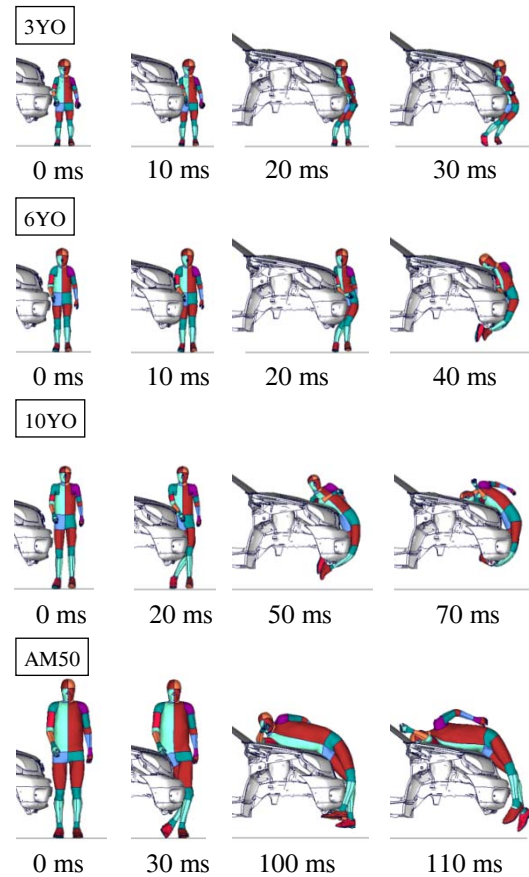 3YO
0 ms 10 ms 20 ms 30 ms
6YO
0 ms 10 ms 20 ms 40 ms
10YO
0 ms 20 ms 50 ms 70 ms
AM50
0 ms 30 ms 100 ms 110 ms